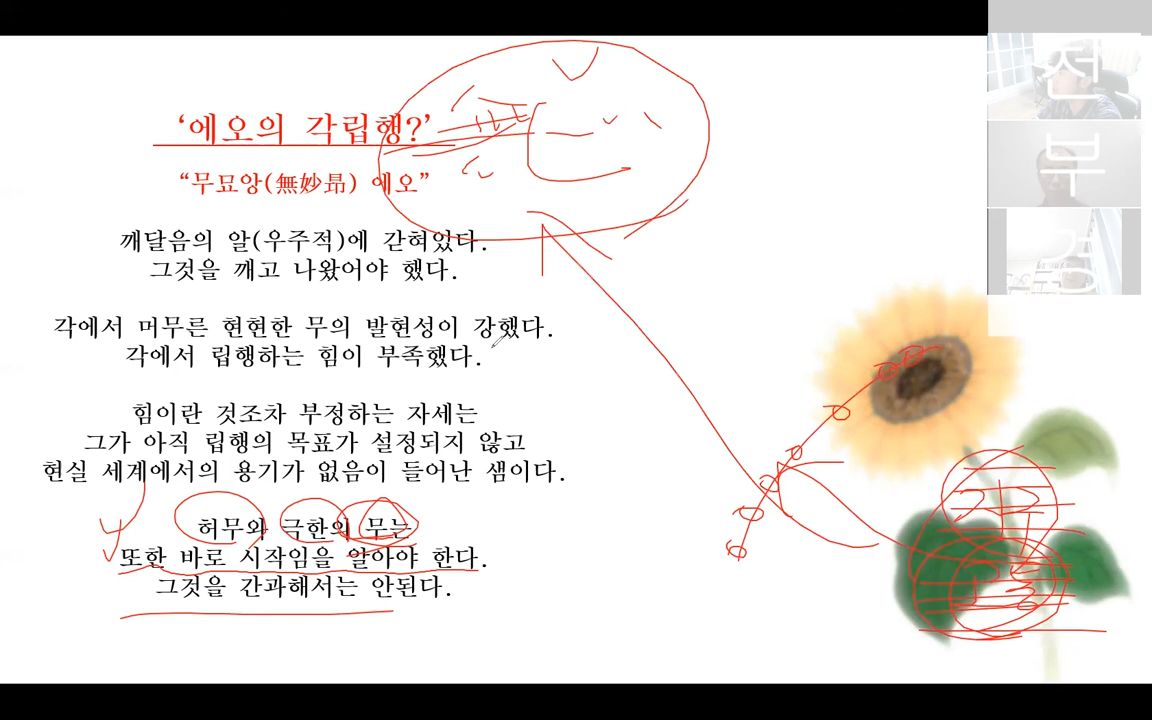 ‘에오의 각립행?’
“무묘앙(無妙昻) 에오”
깨달음의 알(우주적)에 갇혀있었다.
그것을 깨고 나왔어야 했다.
각에서 머무른 현현한 무의 발현성이 강했다.
각에서 립행하는 힘이 부족했다.
힘이란 것조차 부정하는 자세는
그가 아직 립행의 목표가 설정되지 않고
현실 세계에서의 용기가 없음이 들어난 샘이다.
허무와 극한의 무는
또한 바로 시작임을 알아야 한다.
그것을 간과해서는 안된다.
전
부
경